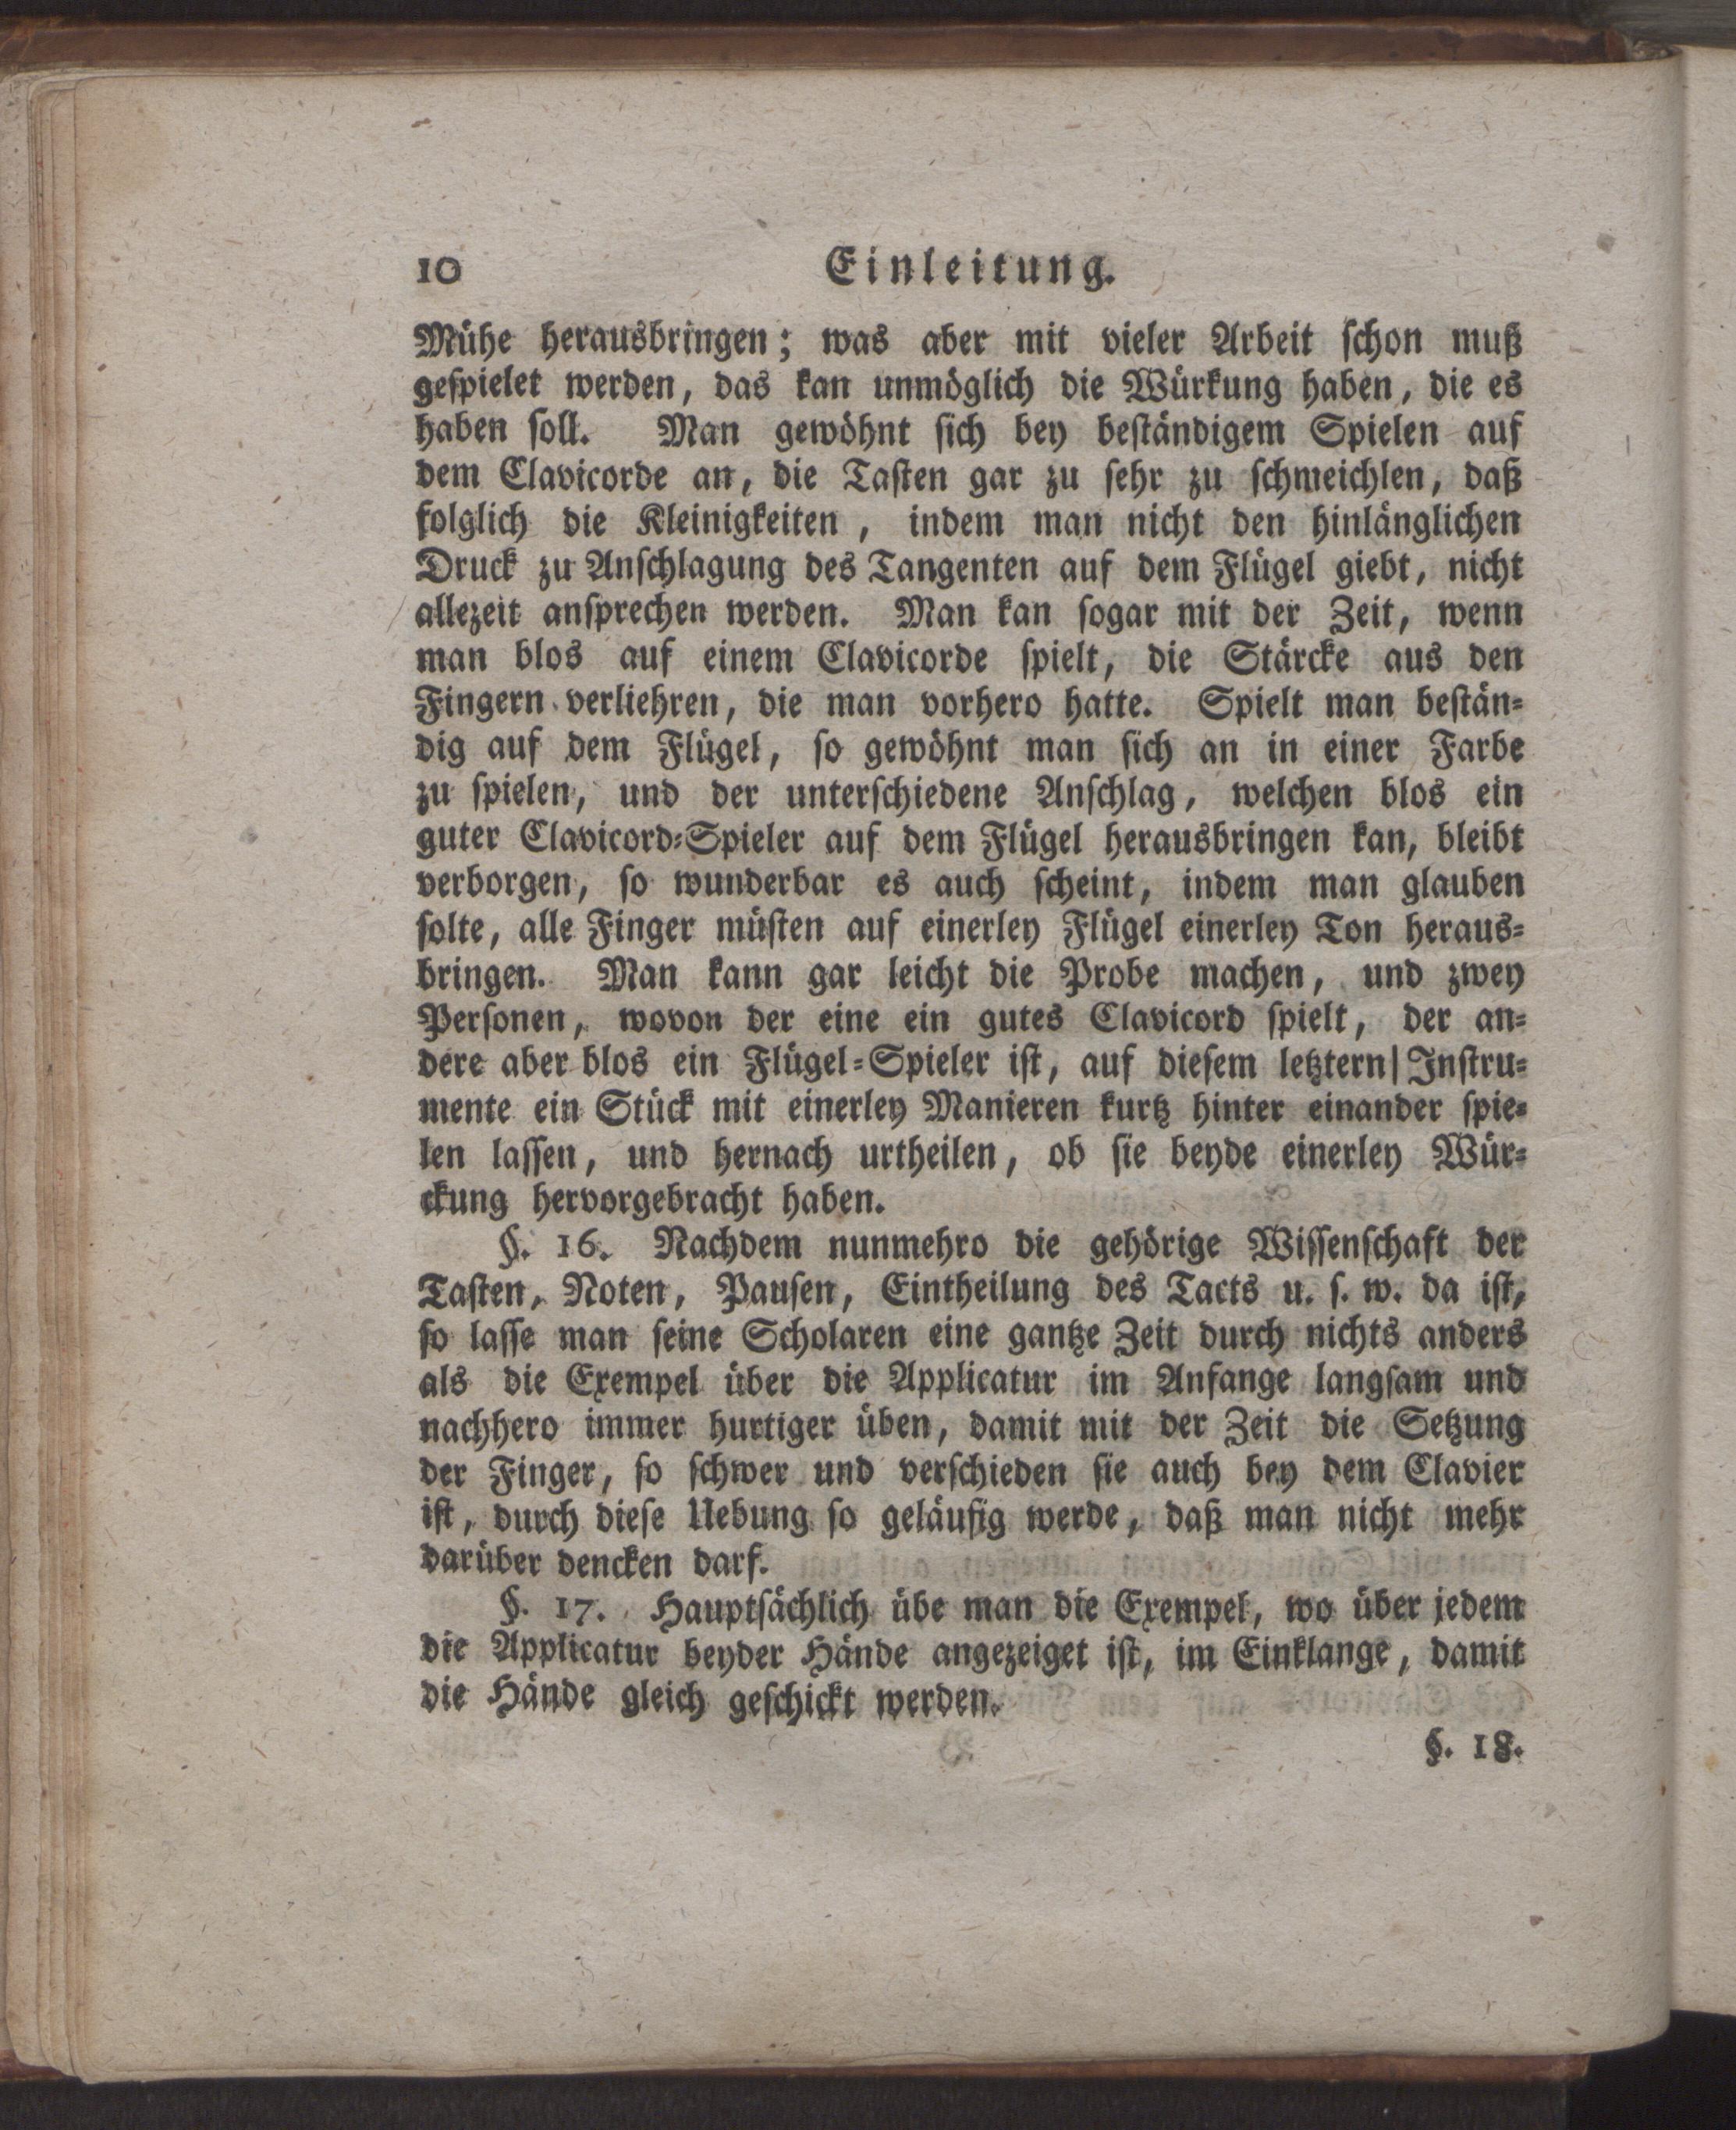 10 Einleitung.
Mühe herausbringen; was aber mit vieler Arbeit ſchon muß
geſpielet werden, das kan unmöglich die Würkung haben, die es
haben ſoll. Man gewöhnt ſich bey beſtändigem Spielen auf
dem Clavicorde an, die Taſten gar zu ſehr zu ſchmeichlen, daß
folglich die Kleinigkeiten, indem man nicht den hinlänglichen
Druck zu Anſchlagung des Tangenten auf dem Flügel giebt, nicht
allezeit anſprechen werden. Man kan ſogar mit der Zeit, wenn
man blos auf einem Clavicorde ſpielt, die Stärcke aus den
Fingern verliehren, die man vorhero hatte. Spielt man beſtän-
dig auf dem Flügel, ſo gewöhnt man ſich an in einer Farbe
zu ſpielen, und der unterſchiedene Anſchlag, welchen blos ein
guter Clavicord-Spieler auf dem Flügel herausbringen kan, bleibt
verborgen, ſo wunderbar es auch ſcheint, indem man glauben
ſolte, alle Finger müſten auf einerley Flügel einerley Ton heraus-
bringen. Man kann gar leicht die Probe machen, und zwey
Perſonen, wovon der eine ein gutes Clavicord ſpielt, der an-
dere aber blos ein Flügel-Spieler iſt, auf dieſem letztern| Inſtru-
mente ein Stück mit einerley Manieren kurtz hinter einander ſpie-
len laſſen, und hernach urtheilen, ob ſie beyde einerley Wür-
ckung hervorgebracht haben.
§. 16. Nachdem nunmehro die gehörige Wiſſenſchaft der
Taſten, Noten, Pauſen, Eintheilung des Tacts u. ſ. w. da iſt,
ſo laſſe man ſeine Scholaren eine gantze Zeit durch nichts anders
als die Exempel über die Applicatur im Anfange langſam und
nachhero immer hurtiger üben, damit mit der Zeit die Setzung
der Finger, ſo ſchwer und verſchieden ſie auch bey dem Clavier
iſt, durch dieſe Uebung ſo geläufig werde, daß man nicht mehr
darüber dencken darf.
§. 17. Hauptſächlich übe man die Exempel, wo über jedem
die Applicatur beyder Hände angezeiget iſt, im Einklange, damit
die Hände gleich geſchickt werden.
§. 18.